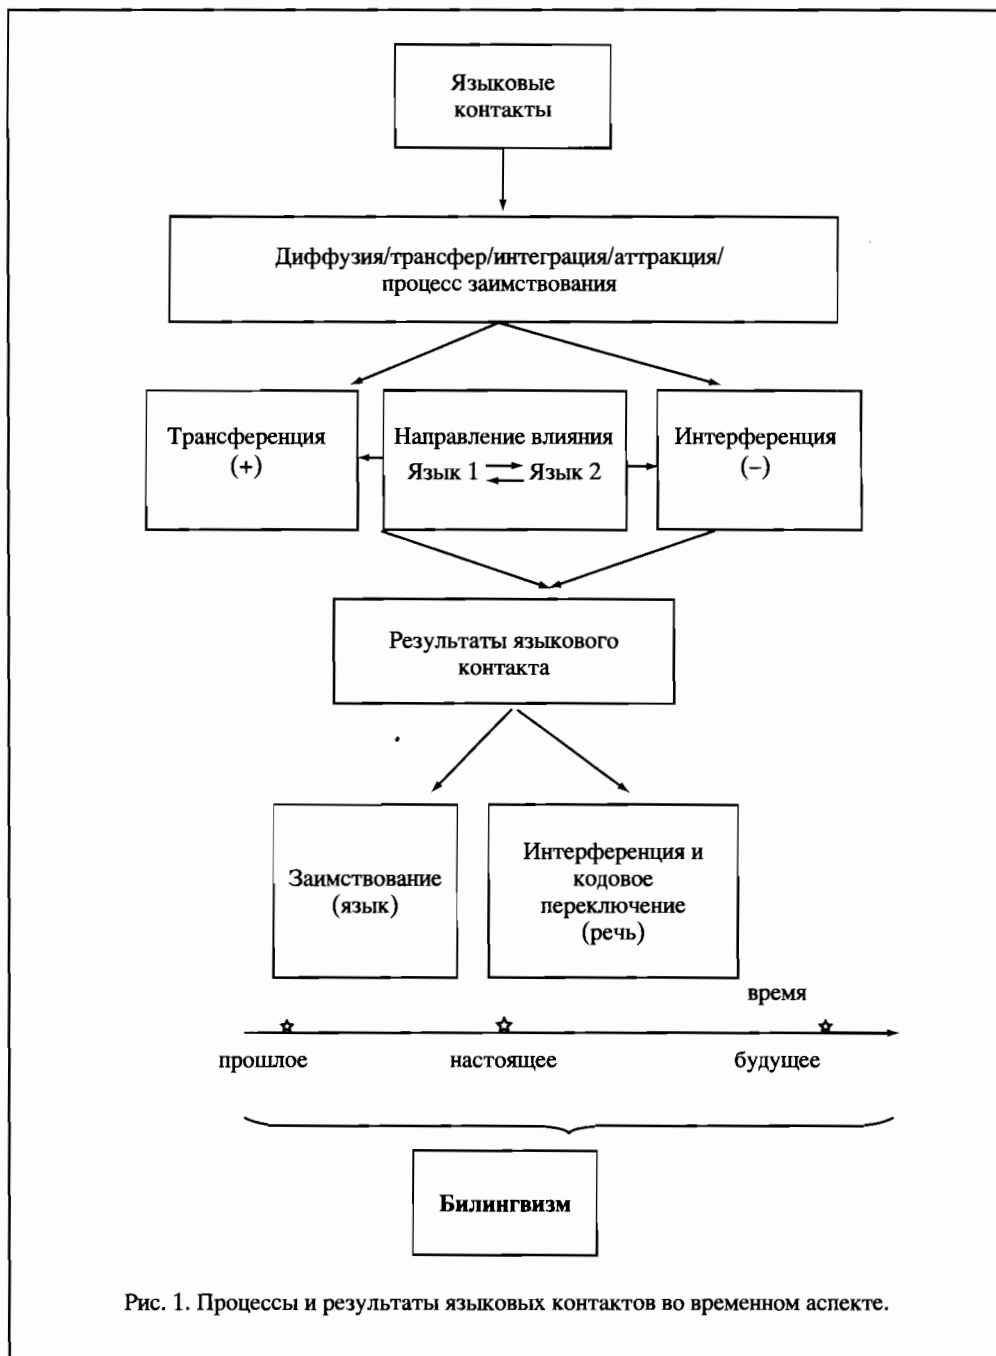 Языковые
контакты
Диффузия/трансфер/интеграция/аттракция/
процесс заимствования
Трансференция
(+)
Направление влияния
Язык 1 ⇄ Язык 2
Интерференция
(–)
Результаты языкового
контакта
Заимствование
(язык)
Интерференция и
кодовое
переключение
(речь)
время
прошлое
настоящее
будущее
Билингвизм
Рис. 1. Процессы и результаты языковых контактов во временном аспекте.